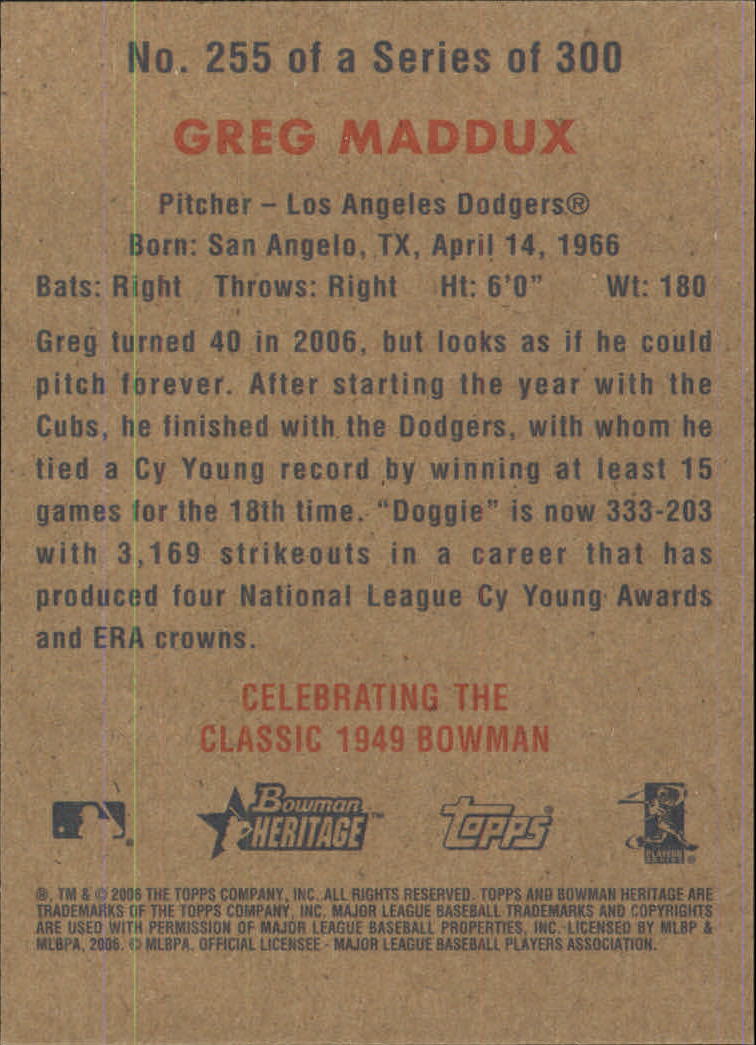 No. 255 of a Series of 300
GREG MADDUX
Pitcher – Los Angeles Dodgers®
Born: San Angelo, TX, April 14, 1966
Bats: Right Throws: Right Ht: 6'0” Wt: 180
Greg turned 40 in 2006, but looks as if he could
pitch forever. After starting the year with the
Cubs, he finished with the Dodgers, with whom he
tied a Cy Young record by winning at least 15
games for the 18th time. “Doggie” is now 333-203
with 3,169 strikeouts in a career that has
produced four National League Cy Young Awards
and ERA crowns.
CELEBRATING THE
CLASSIC 1949 BOWMAN
Bowman
HERITAGE™
Topps®
PLAYERS
SERIES®
®, TM & © 2006 THE TOPPS COMPANY, INC. ALL RIGHTS RESERVED. TOPPS AND BOWMAN HERITAGE ARE
TRADEMARKS OF THE TOPPS COMPANY, INC. MAJOR LEAGUE BASEBALL TRADEMARKS AND COPYRIGHTS
ARE USED WITH PERMISSION OF MAJOR LEAGUE BASEBALL PROPERTIES, INC. LICENSED BY MLBP &
MLBPA, 2006. © MLBPA. OFFICIAL LICENSEE - MAJOR LEAGUE BASEBALL PLAYERS ASSOCIATION.